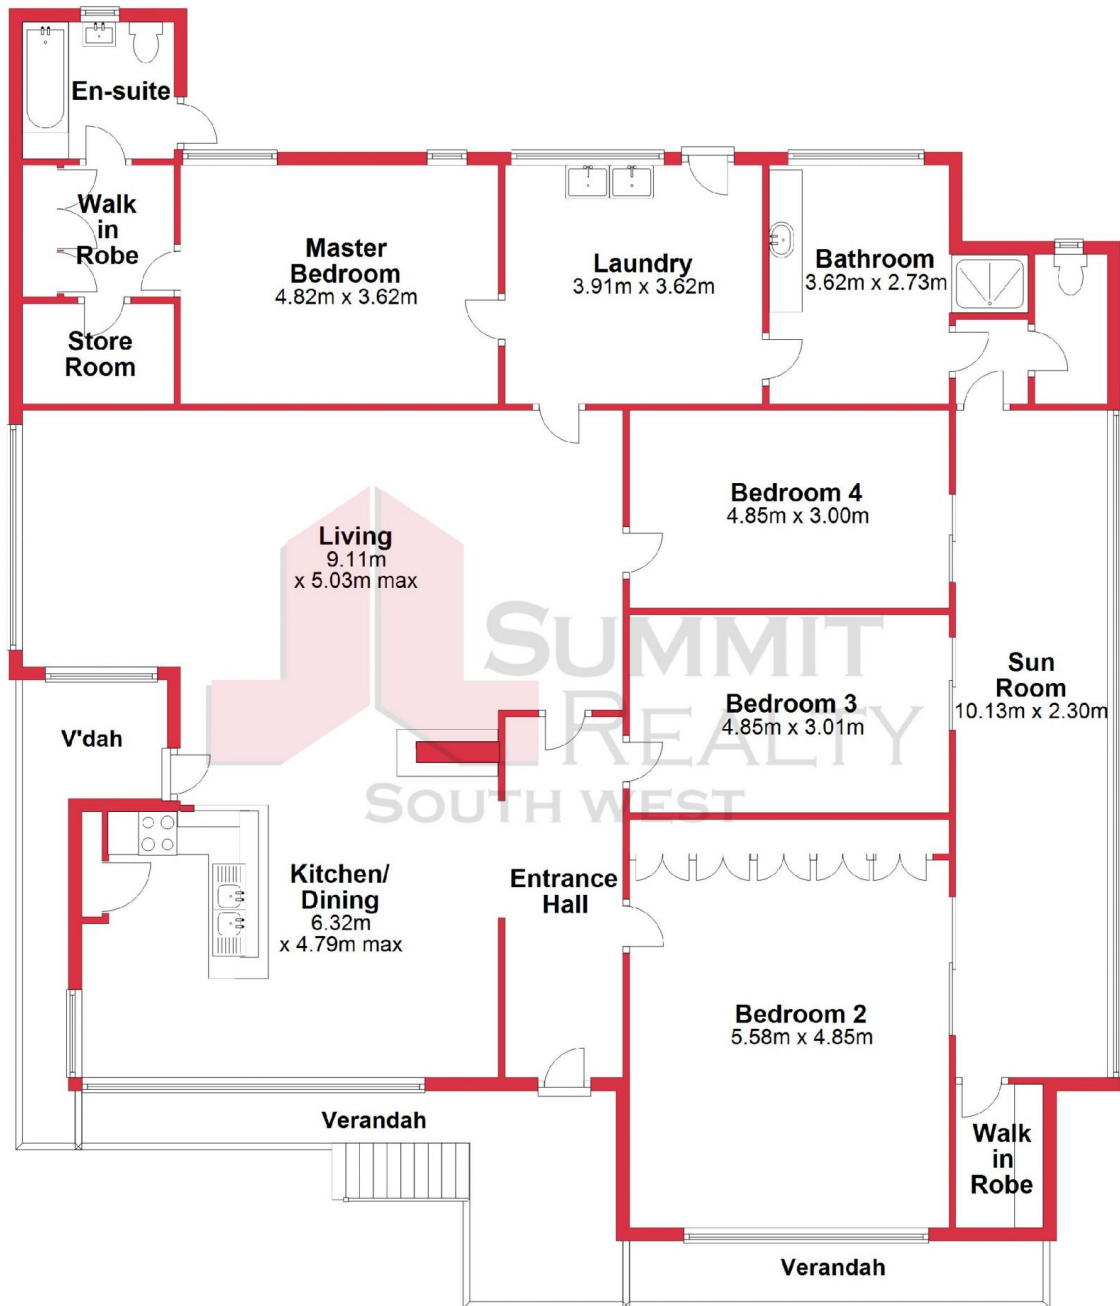 En-suite
Walk
in
Robe
Master
Bedroom
4.82m x 3.62m
Laundry
3.91m x 3.62m
Bathroom
3.62m x 2.73m
Store
Room
Living
9.11m
x 5.03m max
Bedroom 4
4.85m x 3.00m
SUMMIT
REALTY
SOUTH WEST
Bedroom 3
4.85m x 3.01m
Sun
Room
10.13m x 2.30m
V'dah
Kitchen/
Dining
6.32m
x 4.79m max
Entrance
Hall
Bedroom 2
5.58m x 4.85m
Verandah
Walk
in
Robe
Verandah